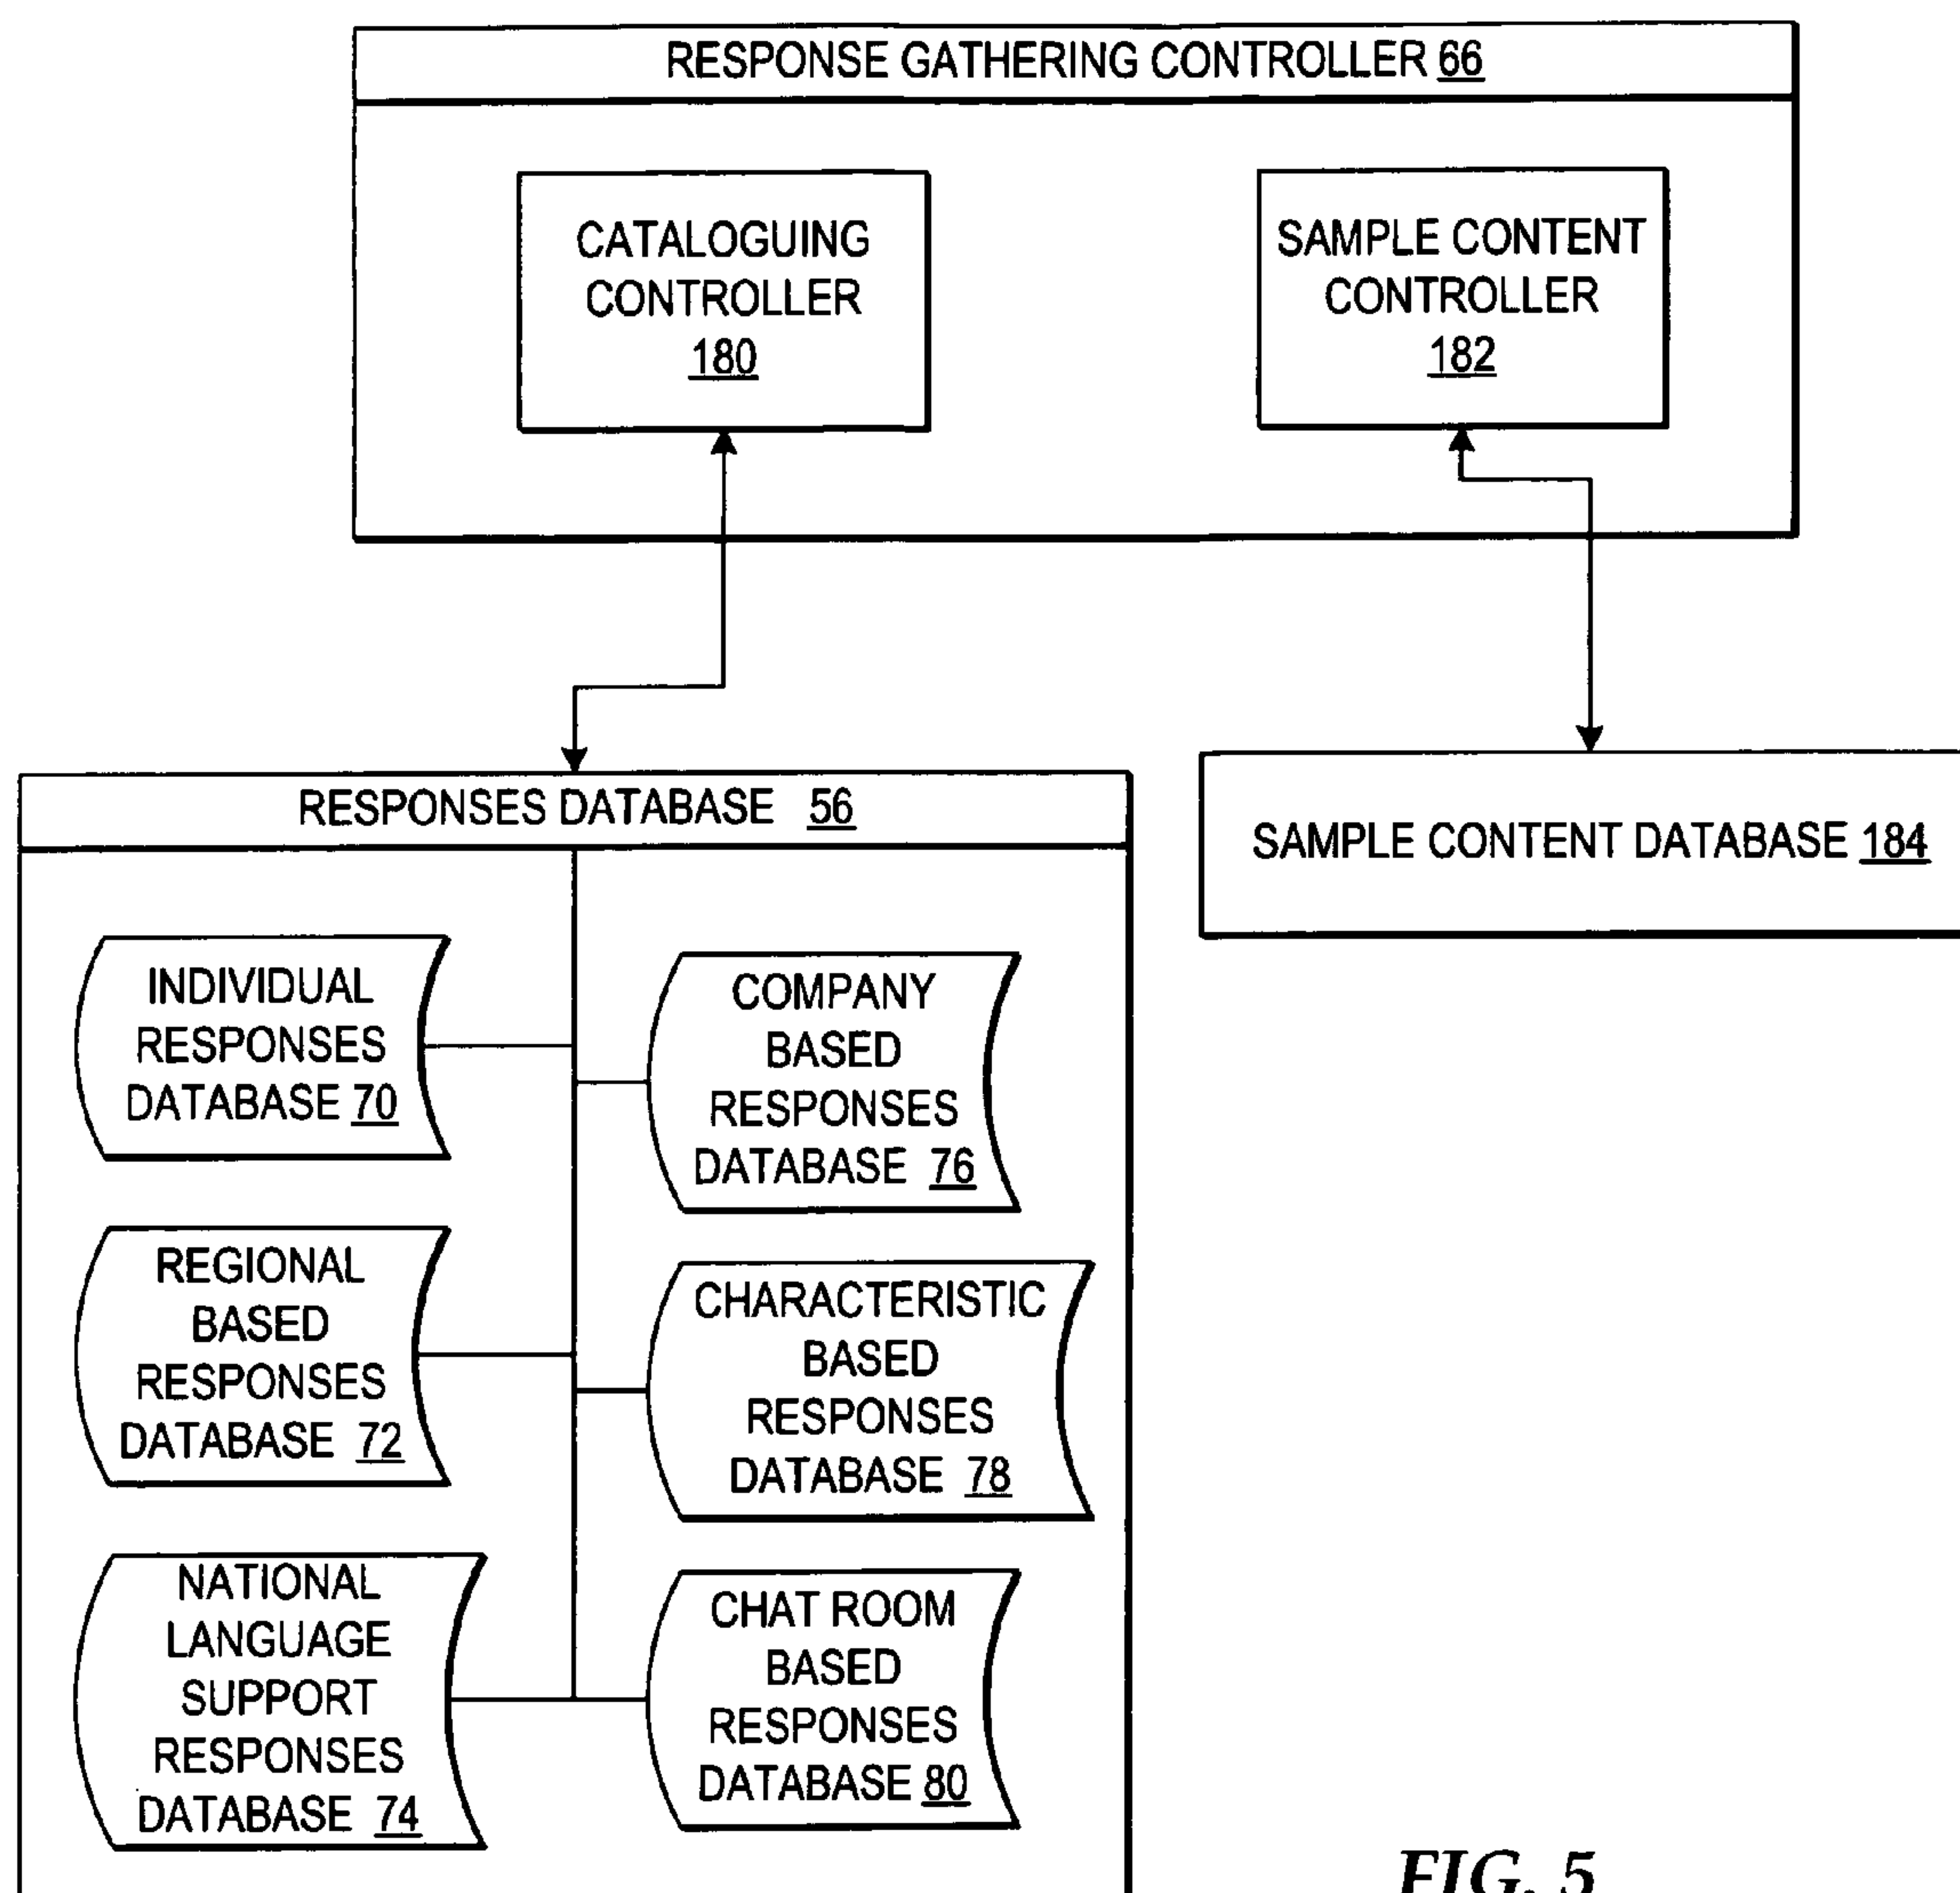 RESPONSE GATHERING CONTROLLER 66
CATALOGUING
CONTROLLER
180
SAMPLE CONTENT
CONTROLLER
182
RESPONSES DATABASE 56
SAMPLE CONTENT DATABASE 184
INDIVIDUAL
RESPONSES
DATABASE 70
COMPANY
BASED
RESPONSES
DATABASE 76
REGIONAL
BASED
RESPONSES
DATABASE 72
CHARACTERISTIC
BASED
RESPONSES
DATABASE 78
NATIONAL
LANGUAGE
SUPPORT
RESPONSES
DATABASE 74
CHAT ROOM
BASED
RESPONSES
DATABASE 80
FIG. 5